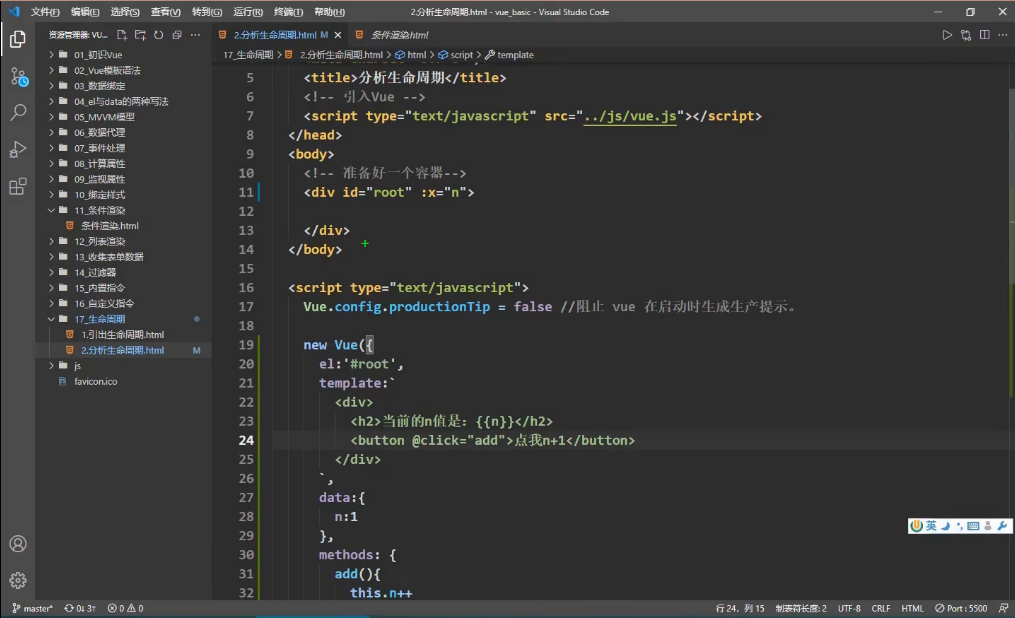 文件(F) 编辑(E) 选择(S) 查看(V) 转到(G) 运行(R) 终端(T) 帮助(H) 2.分析生命周期.html - vue_basic - Visual Studio Code
资源管理器: VU...
2.分析生命周期.html M
条件渲染.html
17_生命周期 > 2.分析生命周期.html > html > script > template
01_初识Vue
02_Vue模板语法
03_数据绑定
04_el与data的两种写法
05_MVVM模型
06_数据代理
07_事件处理
08_计算属性
09_监视属性
10_绑定样式
11_条件渲染
条件渲染.html
12_列表渲染
13_收集表单数据
14_过滤器
15_内置指令
16_自定义指令
17_生命周期
1.引出生命周期.html
2.分析生命周期.html M
js
favicon.ico
5 <title>分析生命周期</title>
6 <!-- 引入Vue -->
7 <script type="text/javascript" src="../js/vue.js"></script>
8 </head>
9 <body>
10 <!-- 准备好一个容器-->
11 <div id="root" :x="n">
12
13 </div>
14 </body>
15
16 <script type="text/javascript">
17 Vue.config.productionTip = false //阻止 vue 在启动时生成生产提示。
18
19 new Vue({
20 el:'#root',
21 template:`
22 <div>
23 <h2>当前的n值是：{{n}}</h2>
24 <button @click="add">点我n+1</button>
25 </div>
26 `,
27 data:{
28 n:1
29 },
30 methods: {
31 add(){
32 this.n++
英
master* 0↓ 3↑ 0 0 行 24，列 15 制表符长度: 2 UTF-8 CRLF HTML Port : 5500